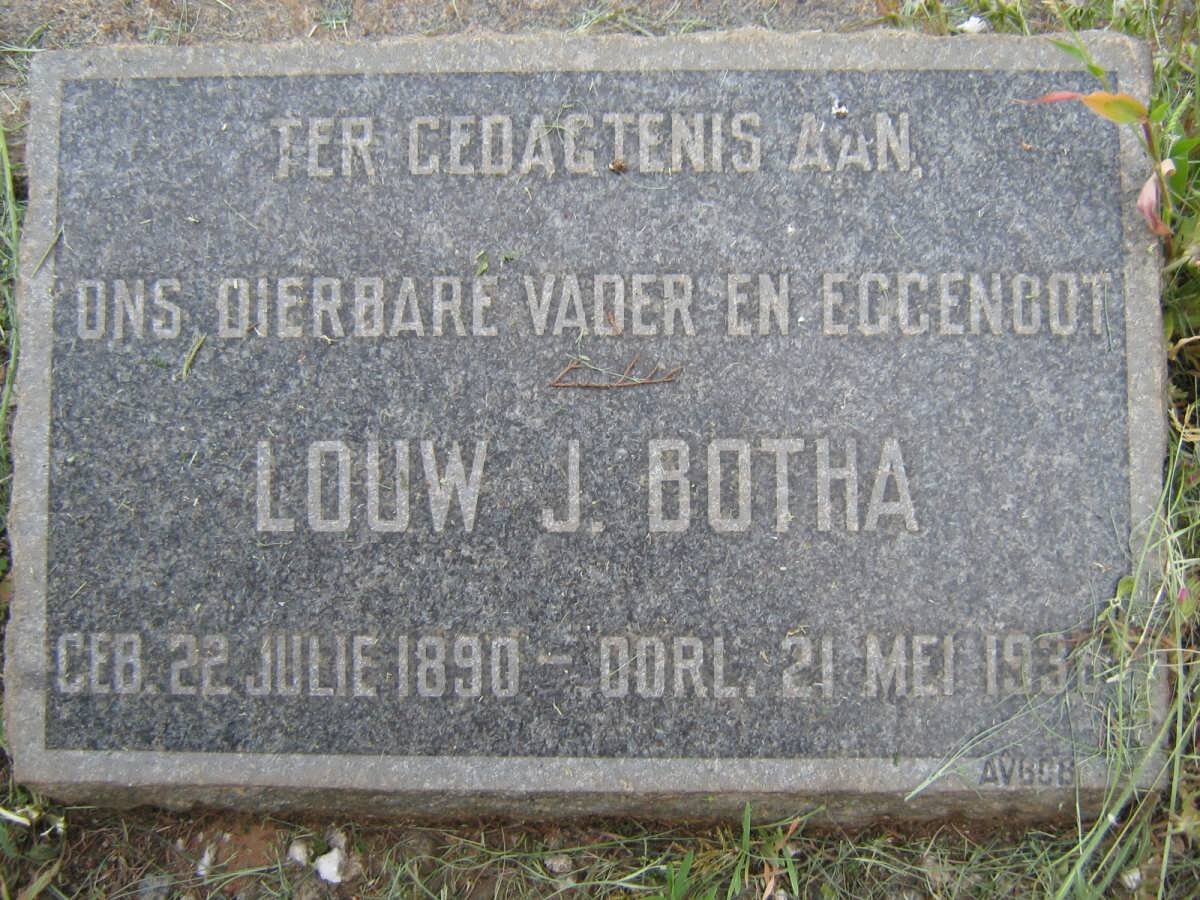 TER GEDAGTENIS AAN,
ONS DIERBARE VADER EN EGGENOOT
LOUW J. BOTHA
GEB. 22 JULIE 1890 – OORL. 21 MEI